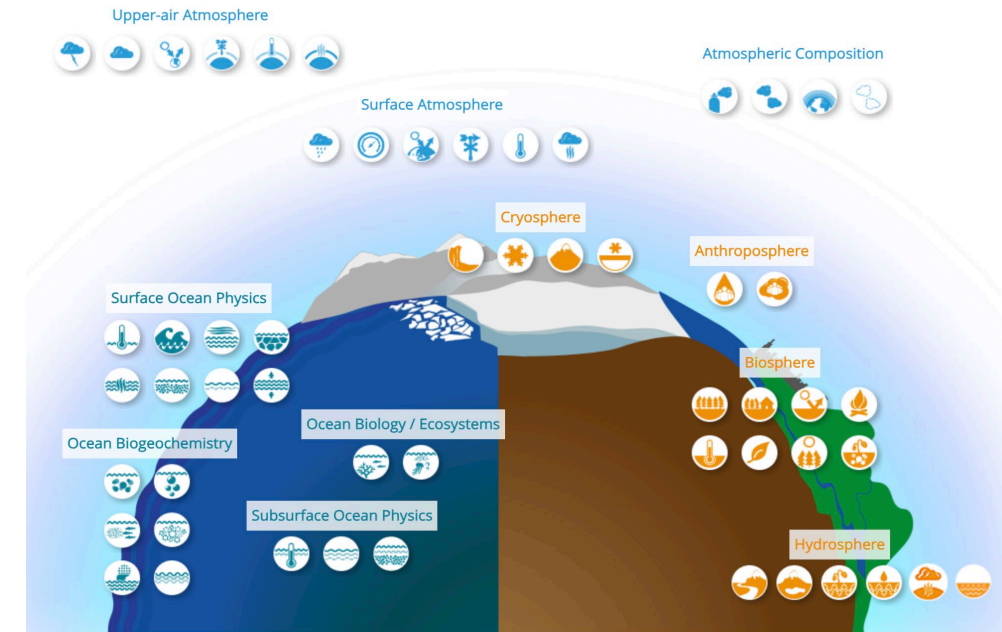 Upper-air Atmosphere
Atmospheric Composition
Surface Atmosphere
Cryosphere
Anthroposphere
Surface Ocean Physics
Biosphere
Ocean Biology / Ecosystems
Ocean Biogeochemistry
Subsurface Ocean Physics
Hydrosphere